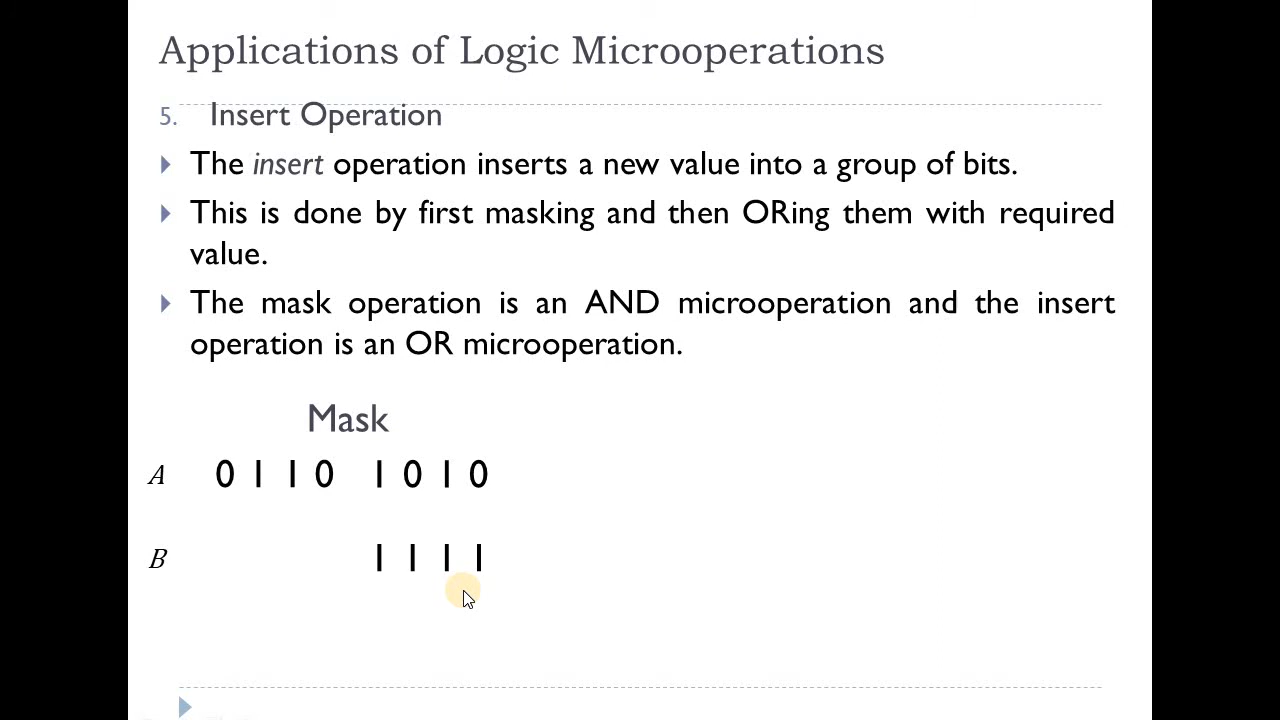 Applications of Logic Microoperations
5. Insert Operation
The insert operation inserts a new value into a group of bits.
This is done by first masking and then ORing them with required
value.
The mask operation is an AND microoperation and the insert
operation is an OR microoperation.
Mask
A 0 1 1 0 1 0 1 0
B 1 1 1 1